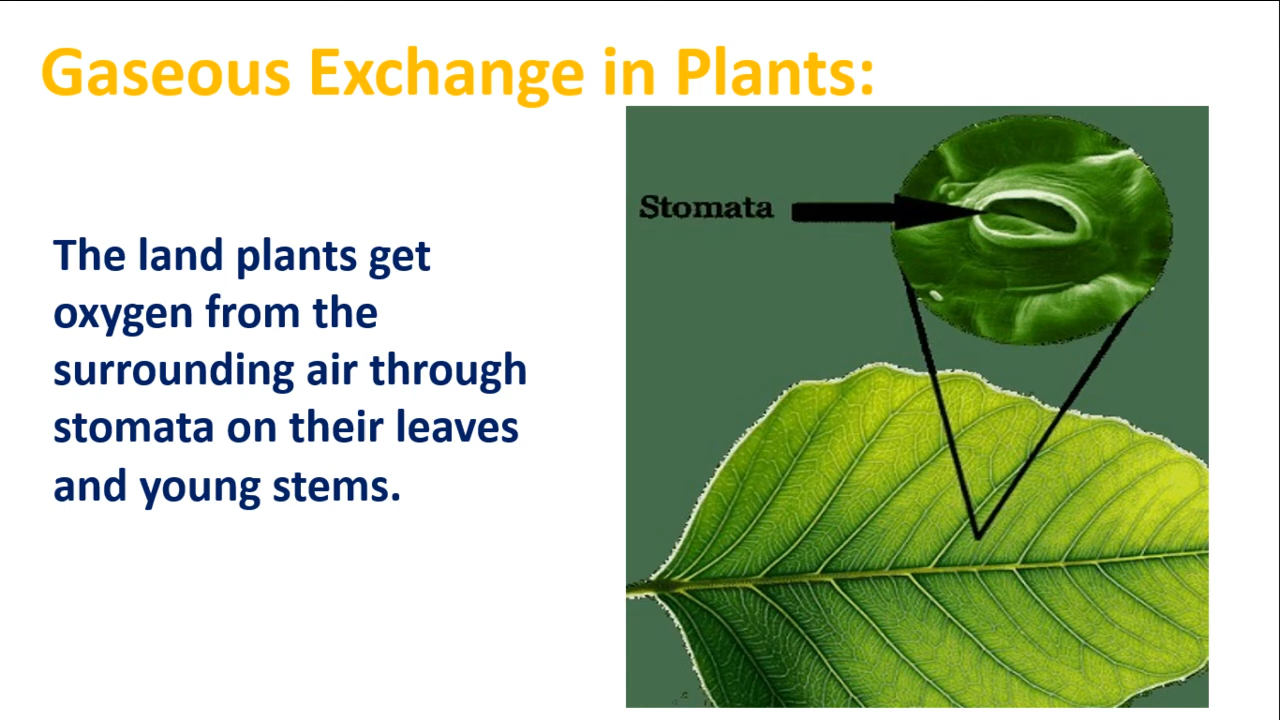 Gaseous Exchange in Plants:
Stomata
The land plants get
oxygen from the
surrounding air through
stomata on their leaves
and young stems.